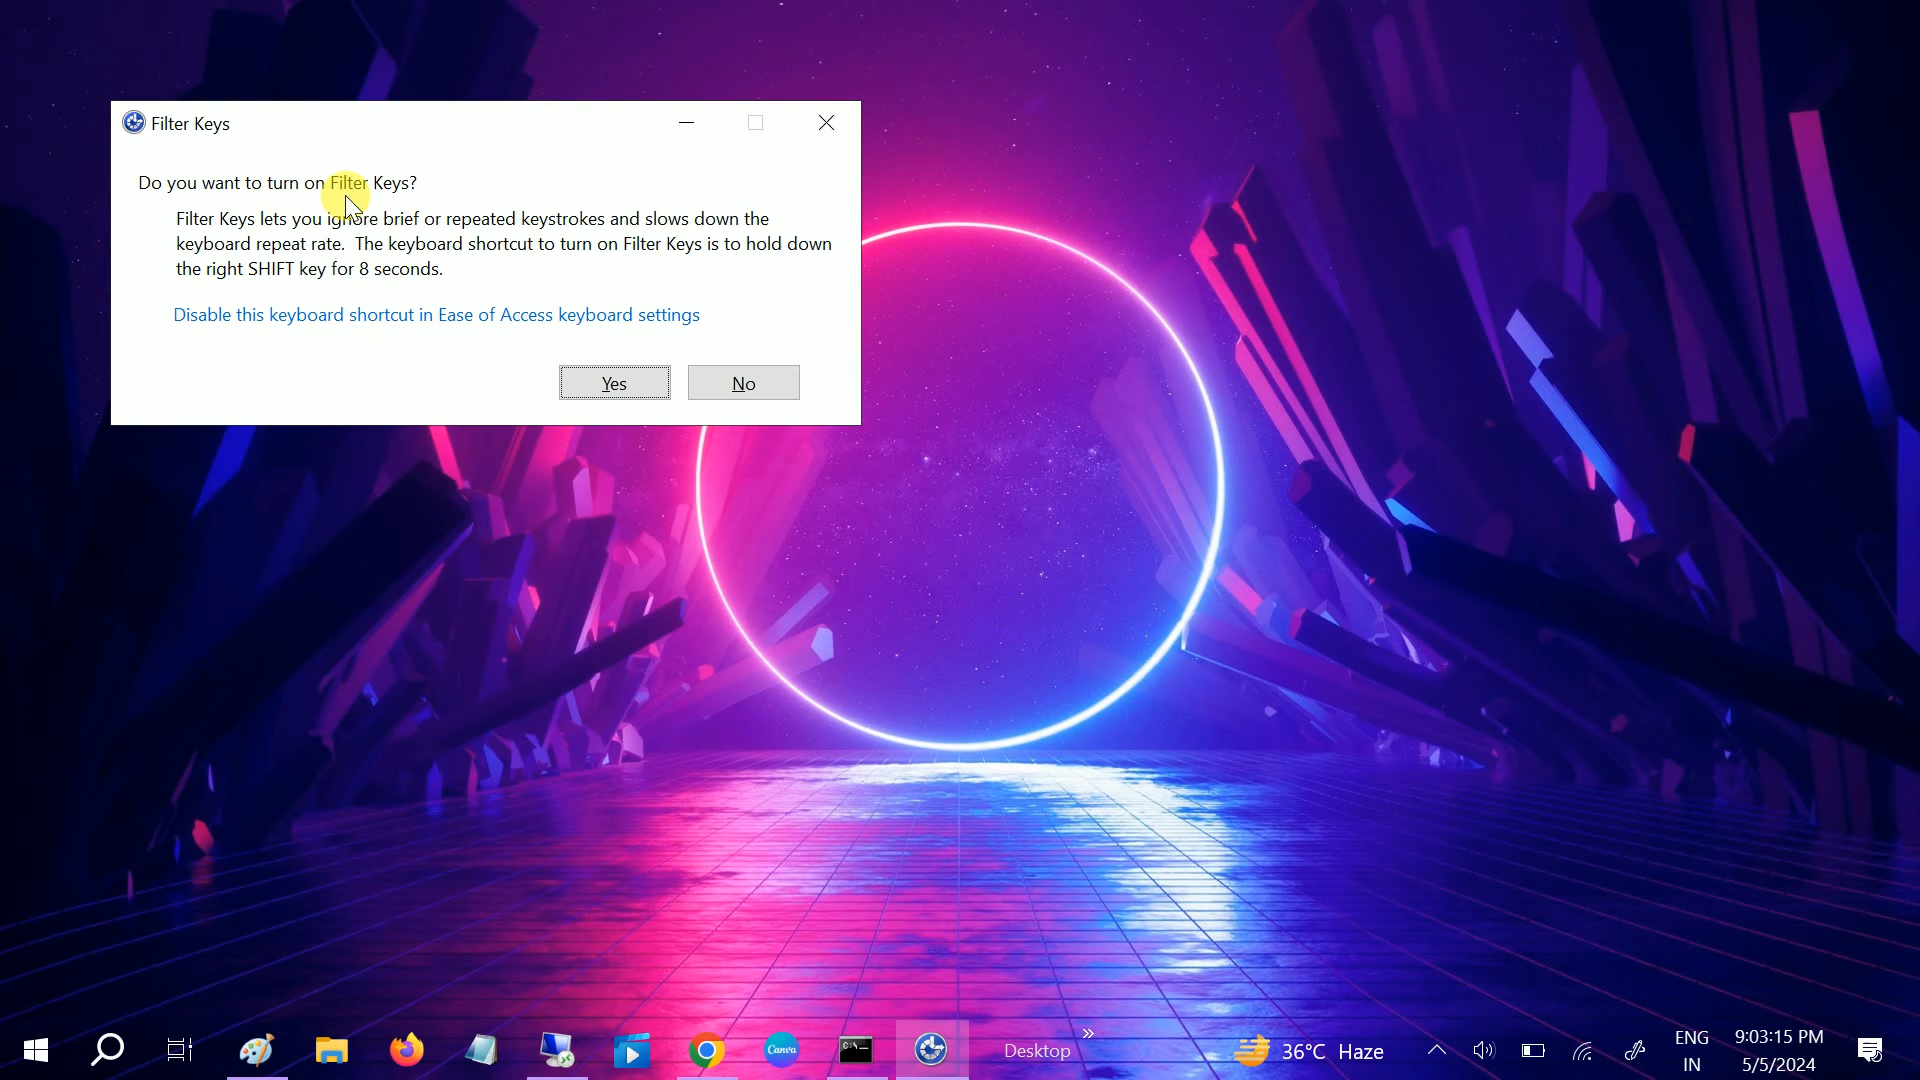 Filter Keys
Do you want to turn on Filter Keys?
Filter Keys lets you ignore brief or repeated keystrokes and slows down the
keyboard repeat rate.  The keyboard shortcut to turn on Filter Keys is to hold down
the right SHIFT key for 8 seconds.
Disable this keyboard shortcut in Ease of Access keyboard settings
Yes No
C:\_
Canva
Desktop
»
36°C Haze
ENG
IN
9:03:15 PM
5/5/2024